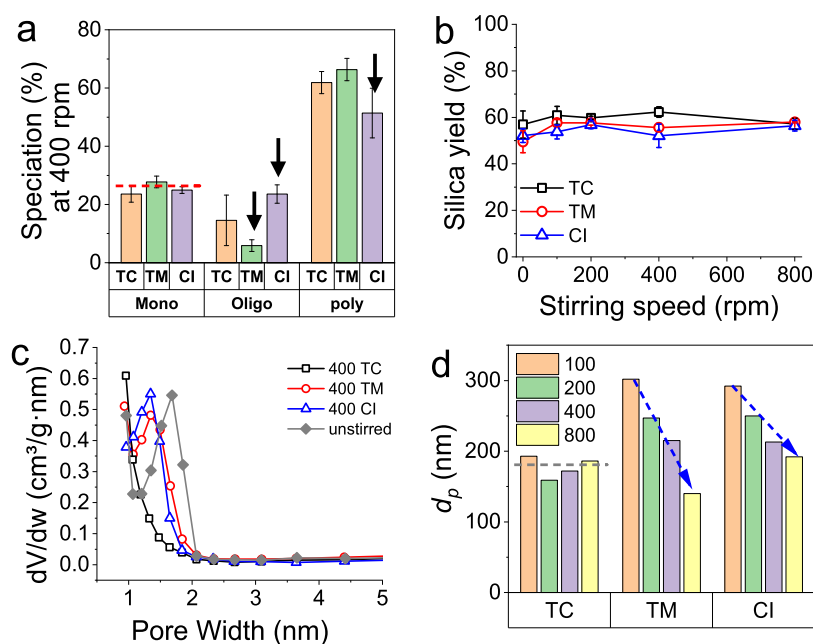 a
Speciation (%)
at 400 rpm
80
60
40
20
0
TC TM CI TC TM CI TC TM CI
Mono Oligo poly
b
Silica yield (%)
100
80
60
40
20
0
TC
TM
CI
0 200 400 600 800
Stirring speed (rpm)
c
dV/dw (cm³/g·nm)
0.7
0.6
0.5
0.4
0.3
0.2
0.1
0.0
400 TC
400 TM
400 CI
unstirred
1 2 3 4 5
Pore Width (nm)
d
dp (nm)
300
200
100
0
100
200
400
800
TC TM CI